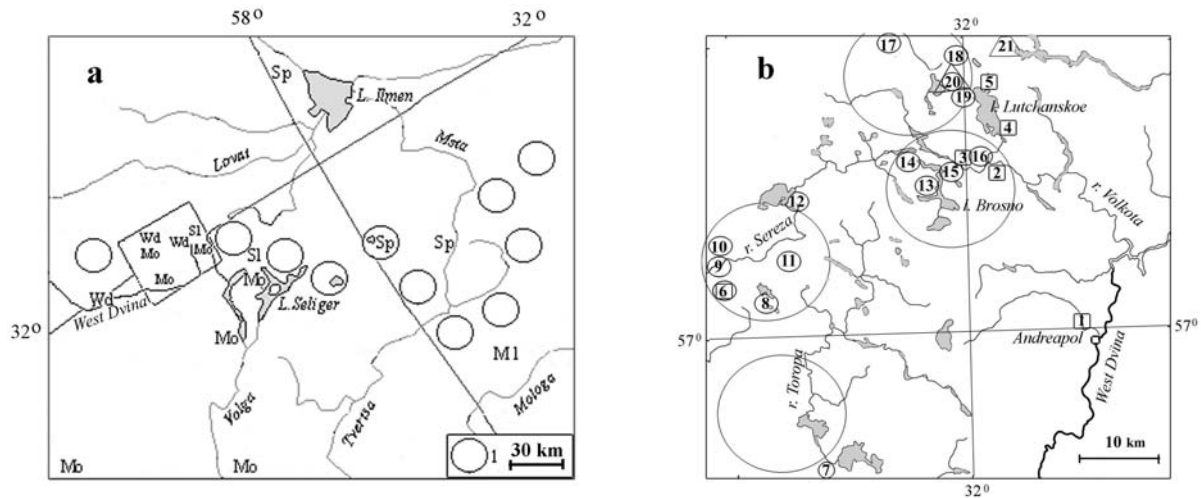 58 o
32 o
a
Sp
L. Ilmen
Lovat
Msta
Wd
Mo
Wd
Sl
Mo
Mo
Sl
Mo
Sp
Sp
Wd
West Dvina
L. Seliger
Mo
32 o
M1
Volga
Tvertsa
Mologa
Mo
Mo
1
30 km
32 o
b
17
18
21
20
19
5
l. Lutchanskoe
4
14
3
16
15
2
13
l. Brosno
12
r. Sereza
r. Volkota
10
9
11
6
8
1
57 o
Andreapol
57 o
r. Toropa
West Dvina
7
10 km
32 o